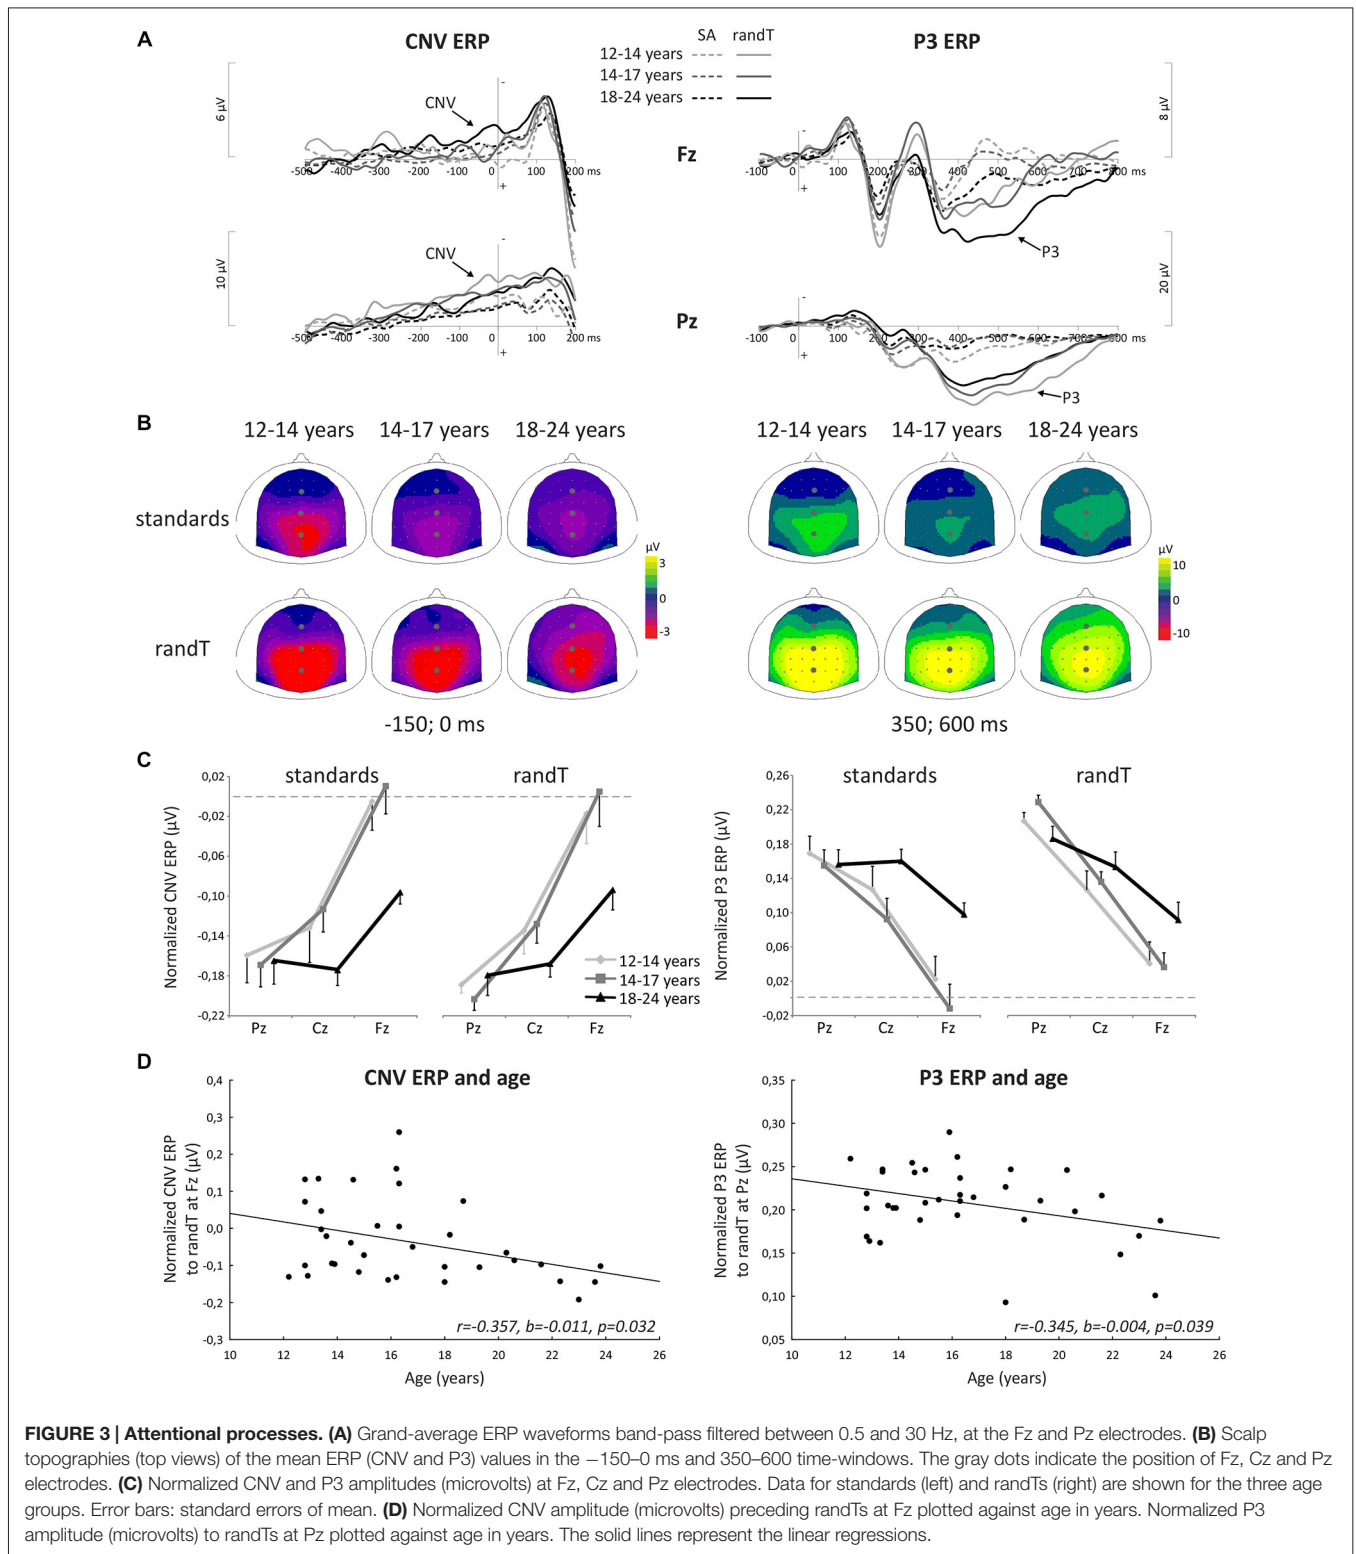 A
CNV ERP
SA randT
P3 ERP
12-14 years
14-17 years
18-24 years
6 µV
8 µV
CNV
-
-
Fz
-500 -400 -300 -200 -100 0 100 200 ms
+
-100 0 100 200 300 400 500 600 700 800 ms
+
P3
10 µV
20 µV
CNV
-
-
Pz
-500 -400 -300 -200 -100 0 100 200 ms
+
-100 0 100 200 300 400 500 600 700 800 ms
+
P3
B
12-14 years 14-17 years 18-24 years
12-14 years 14-17 years 18-24 years
standards
µV
3
0
-3
µV
10
0
-10
randT
-150; 0 ms
350; 600 ms
C
standards
randT
Normalized CNV ERP (µV)
0,02
-0,02
-0,06
-0,10
-0,14
-0,18
-0,22
Pz Cz Fz
Pz Cz Fz
12-14 years
14-17 years
18-24 years
standards
randT
Normalized P3 ERP (µV)
0,26
0,22
0,18
0,14
0,10
0,06
0,02
-0,02
Pz Cz Fz
Pz Cz Fz
D
CNV ERP and age
Normalized CNV ERP
to randT at Fz (µV)
0,4
0,3
0,2
0,1
0,0
-0,1
-0,2
-0,3
r=-0.357, b=-0.011, p=0.032
10 12 14 16 18 20 22 24 26
Age (years)
P3 ERP and age
Normalized P3 ERP
to randT at Pz (µV)
0,35
0,30
0,25
0,20
0,15
0,10
0,05
r=-0.345, b=-0.004, p=0.039
10 12 14 16 18 20 22 24 26
Age (years)
FIGURE 3 | Attentional processes. (A) Grand-average ERP waveforms band-pass filtered between 0.5 and 30 Hz, at the Fz and Pz electrodes. (B) Scalp
topographies (top views) of the mean ERP (CNV and P3) values in the −150–0 ms and 350–600 time-windows. The gray dots indicate the position of Fz, Cz and Pz
electrodes. (C) Normalized CNV and P3 amplitudes (microvolts) at Fz, Cz and Pz electrodes. Data for standards (left) and randTs (right) are shown for the three age
groups. Error bars: standard errors of mean. (D) Normalized CNV amplitude (microvolts) preceding randTs at Fz plotted against age in years. Normalized P3
amplitude (microvolts) to randTs at Pz plotted against age in years. The solid lines represent the linear regressions.